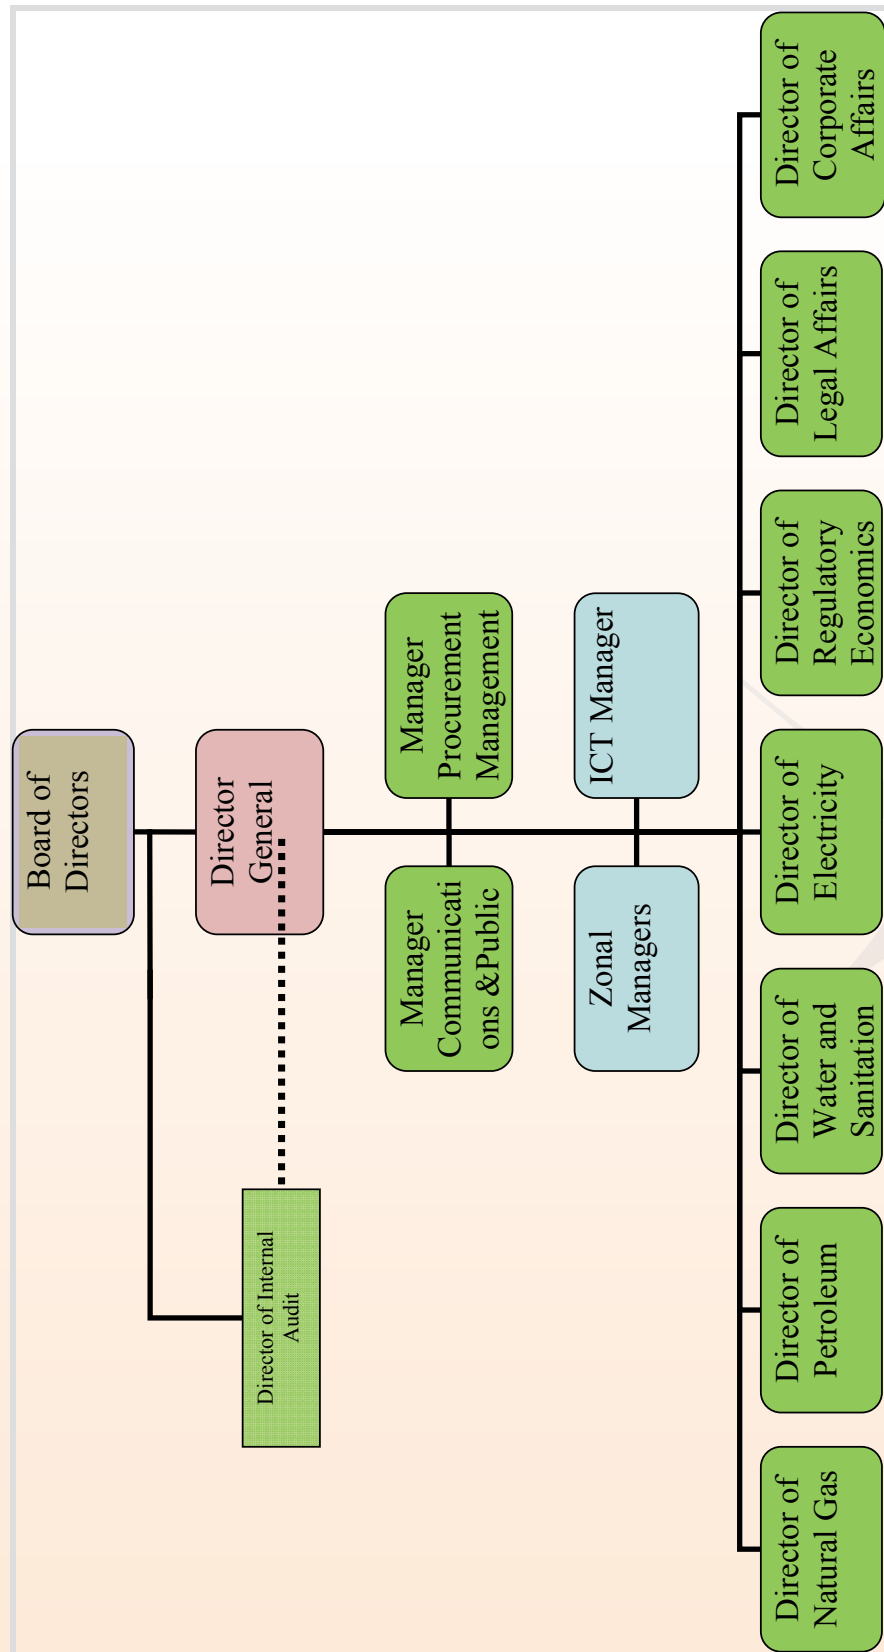 Board of
Directors
Director
General
Director of Internal
Audit
Manager
Communicati
ons &Public
Manager
Procurement
Management
Zonal
Managers
ICT Manager
Director of
Natural Gas
Director of
Petroleum
Director of
Water and
Sanitation
Director of
Electricity
Director of
Regulatory
Economics
Director of
Legal Affairs
Director of
Corporate
Affairs